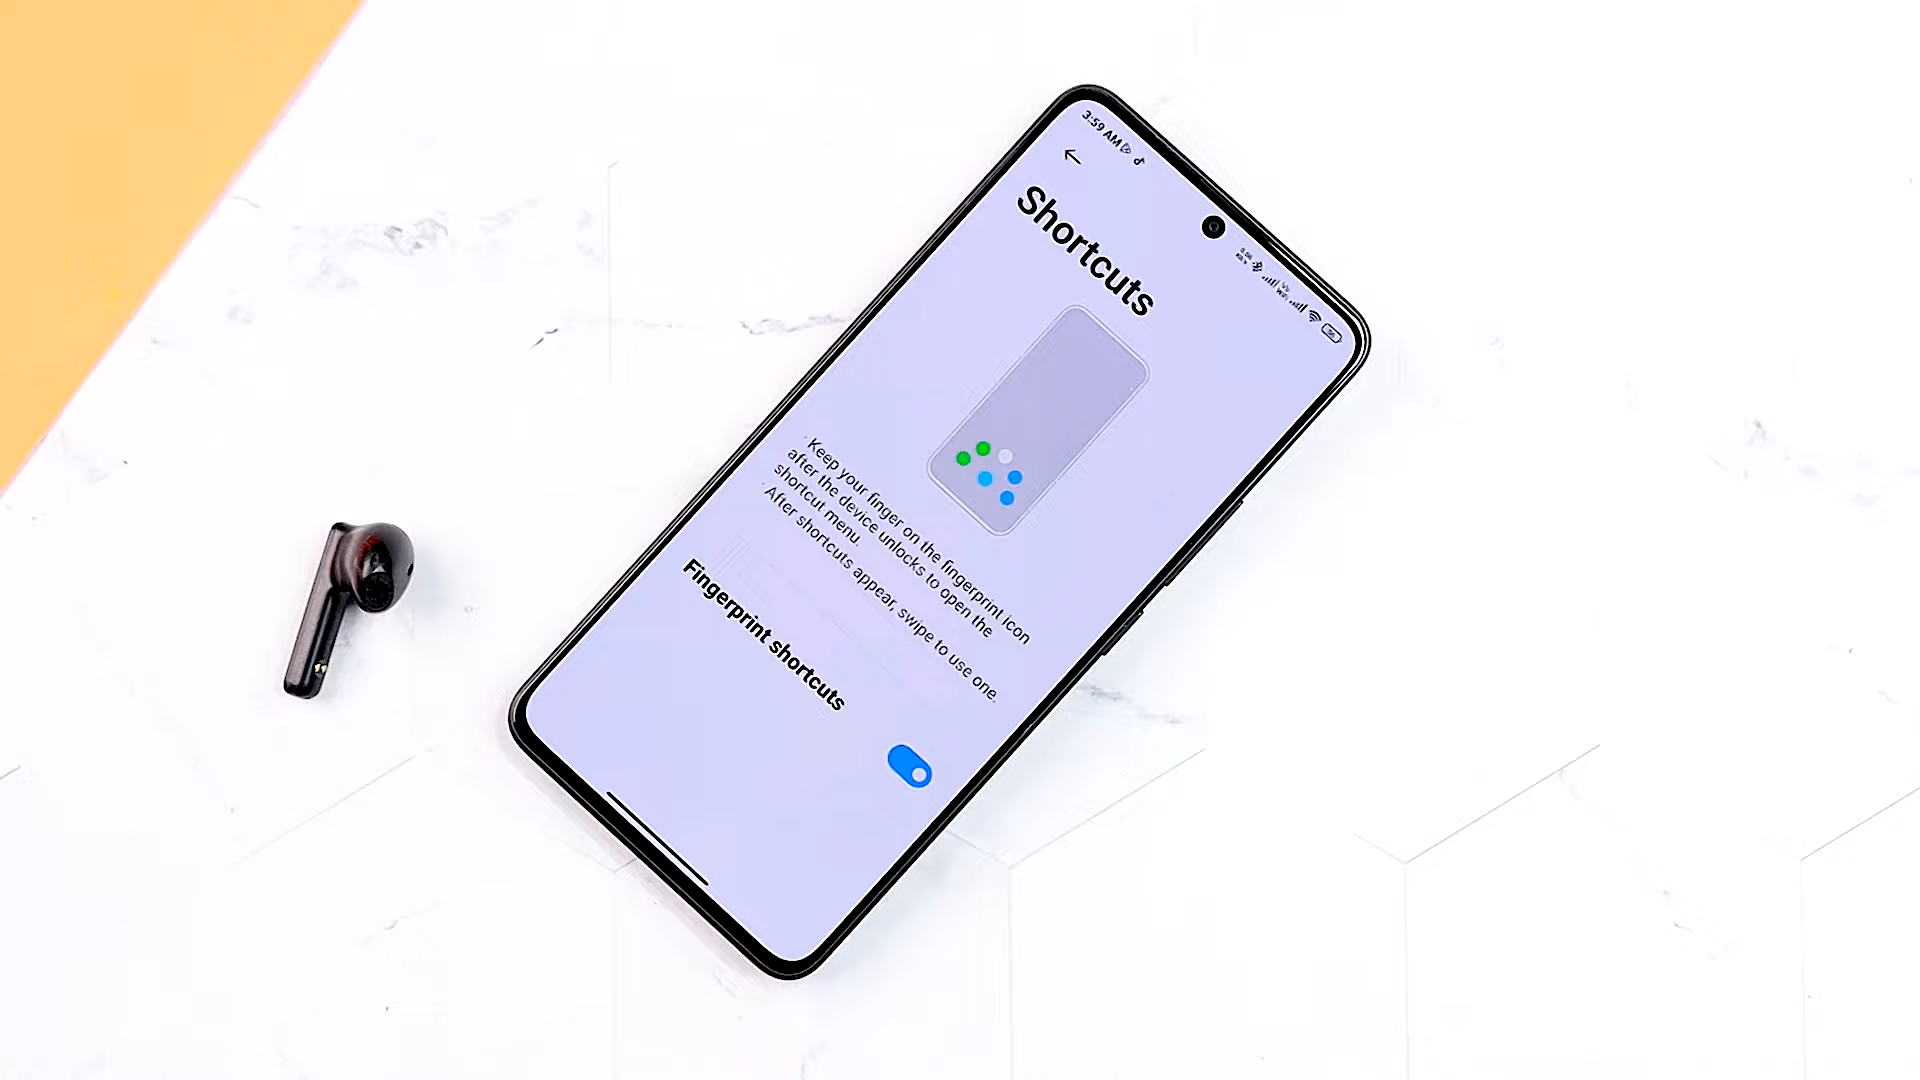 3:59 AM
Shortcuts
· Keep your finger on the fingerprint icon
after the device unlocks to open the
shortcut menu.
· After shortcuts appear, swipe to use one.
Fingerprint shortcuts